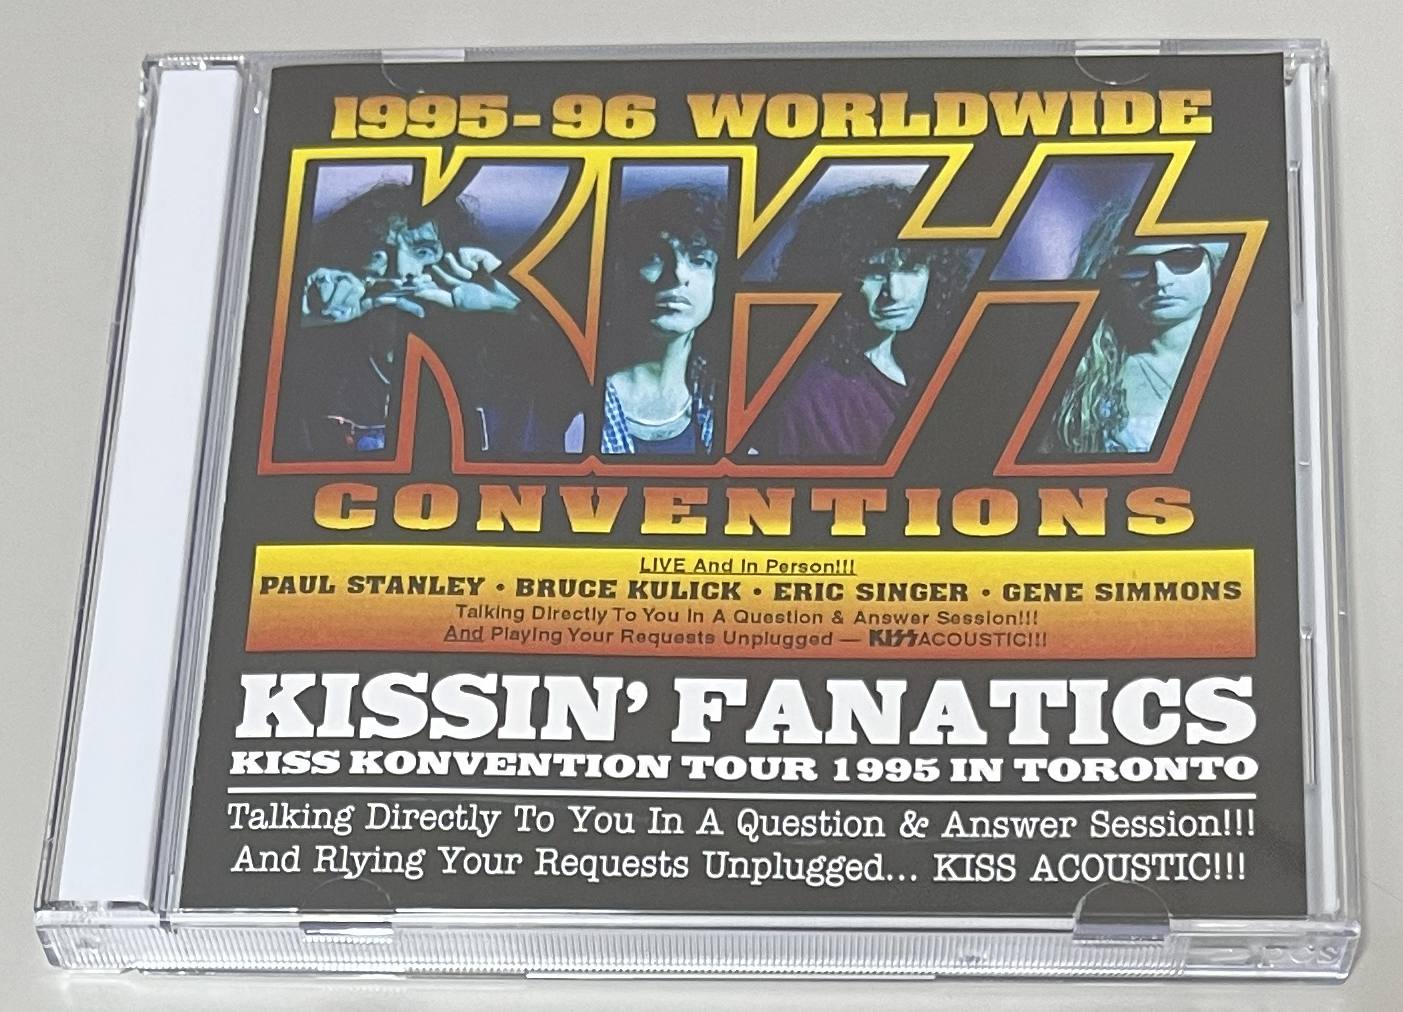 1995-96 WORLDWIDE
KISS
CONVENTIONS
LIVE And In Person!!!
PAUL STANLEY • BRUCE KULICK • ERIC SINGER • GENE SIMMONS
Talking Directly To You In A Question & Answer Session!!!
And Playing Your Requests Unplugged — KISS ACOUSTIC!!!
KISSIN' FANATICS
KISS KONVENTION TOUR 1995 IN TORONTO
Talking Directly To You In A Question & Answer Session!!!
And Rlying Your Requests Unplugged... KISS ACOUSTIC!!!